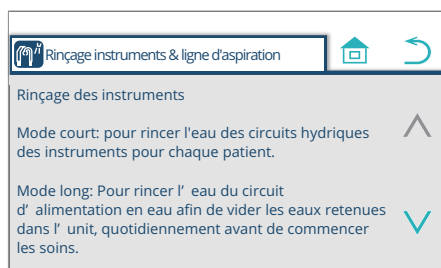 Rinçage instruments & ligne d'aspiration
Rinçage des instruments
Mode court: pour rincer l'eau des circuits hydriques
des instruments pour chaque patient.
Mode long: Pour rincer l’ eau du circuit
d’ alimentation en eau afin de vider les eaux retenues
dans l’ unit, quotidiennement avant de commencer
les soins.